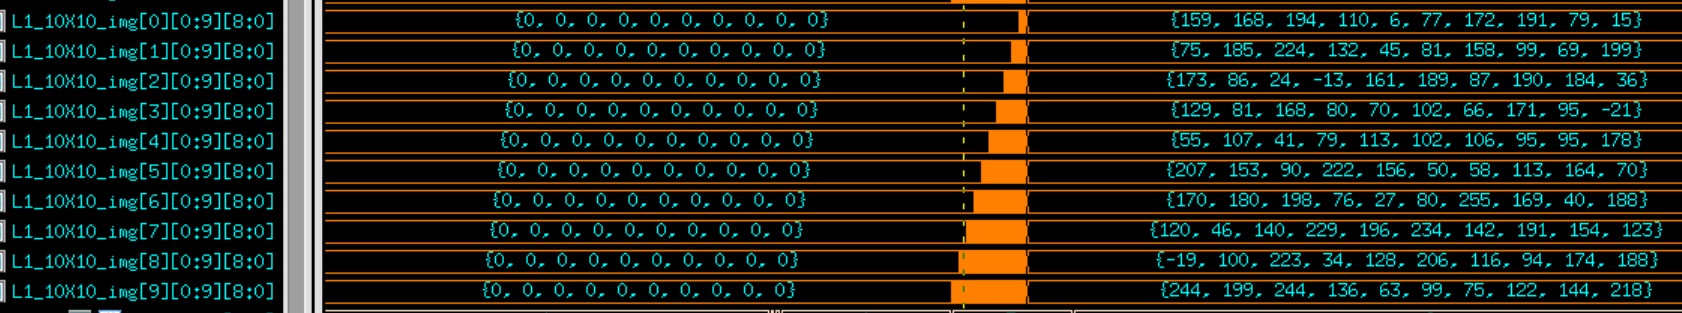 L1_10X10_img[0][0:9][8:0] {0, 0, 0, 0, 0, 0, 0, 0, 0, 0} {159, 168, 194, 110, 6, 77, 172, 191, 79, 15}
L1_10X10_img[1][0:9][8:0] {0, 0, 0, 0, 0, 0, 0, 0, 0, 0} {75, 185, 224, 132, 45, 81, 158, 99, 69, 199}
L1_10X10_img[2][0:9][8:0] {0, 0, 0, 0, 0, 0, 0, 0, 0, 0} {173, 86, 24, -13, 161, 189, 87, 190, 184, 36}
L1_10X10_img[3][0:9][8:0] {0, 0, 0, 0, 0, 0, 0, 0, 0, 0} {129, 81, 168, 80, 70, 102, 66, 171, 95, -21}
L1_10X10_img[4][0:9][8:0] {0, 0, 0, 0, 0, 0, 0, 0, 0, 0} {55, 107, 41, 79, 113, 102, 106, 95, 95, 178}
L1_10X10_img[5][0:9][8:0] {0, 0, 0, 0, 0, 0, 0, 0, 0, 0} {207, 153, 90, 222, 156, 50, 58, 113, 164, 70}
L1_10X10_img[6][0:9][8:0] {0, 0, 0, 0, 0, 0, 0, 0, 0, 0} {170, 180, 198, 76, 27, 80, 255, 169, 40, 188}
L1_10X10_img[7][0:9][8:0] {0, 0, 0, 0, 0, 0, 0, 0, 0, 0} {120, 46, 140, 229, 196, 234, 142, 191, 154, 123}
L1_10X10_img[8][0:9][8:0] {0, 0, 0, 0, 0, 0, 0, 0, 0, 0} {-19, 100, 223, 34, 128, 206, 116, 94, 174, 188}
L1_10X10_img[9][0:9][8:0] {0, 0, 0, 0, 0, 0, 0, 0, 0, 0} {244, 199, 244, 136, 63, 99, 75, 122, 144, 218}